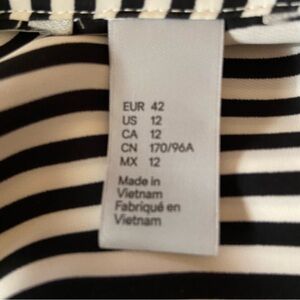 EUR 42
US 12
CA 12
CN 170/96A
MX 12
Made in
Vietnam
Fabriqué en
Vietnam